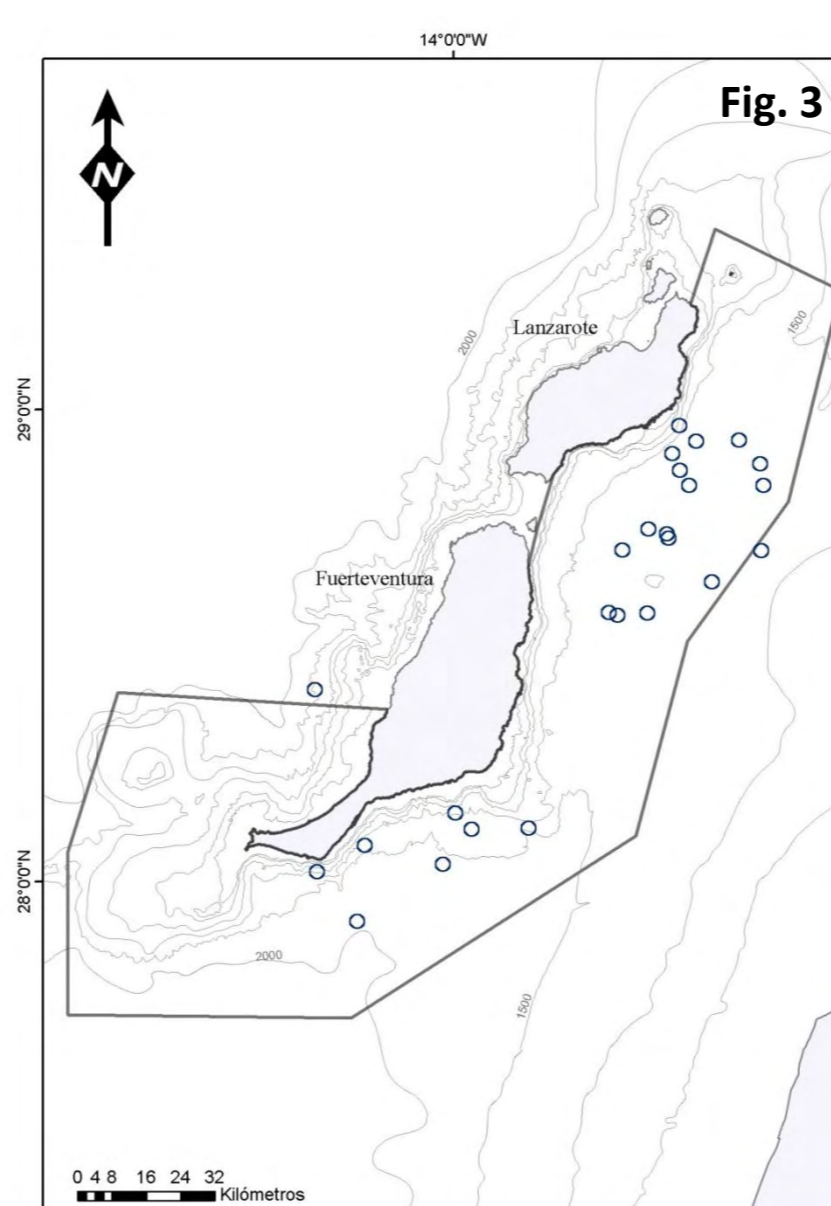 14°0'0"W
Fig. 3
N
Lanzarote
2000
1500
29°0'0"N
Fuerteventura
28°0'0"N
2000
1500
0 4 8 16 24 32
Kilómetros